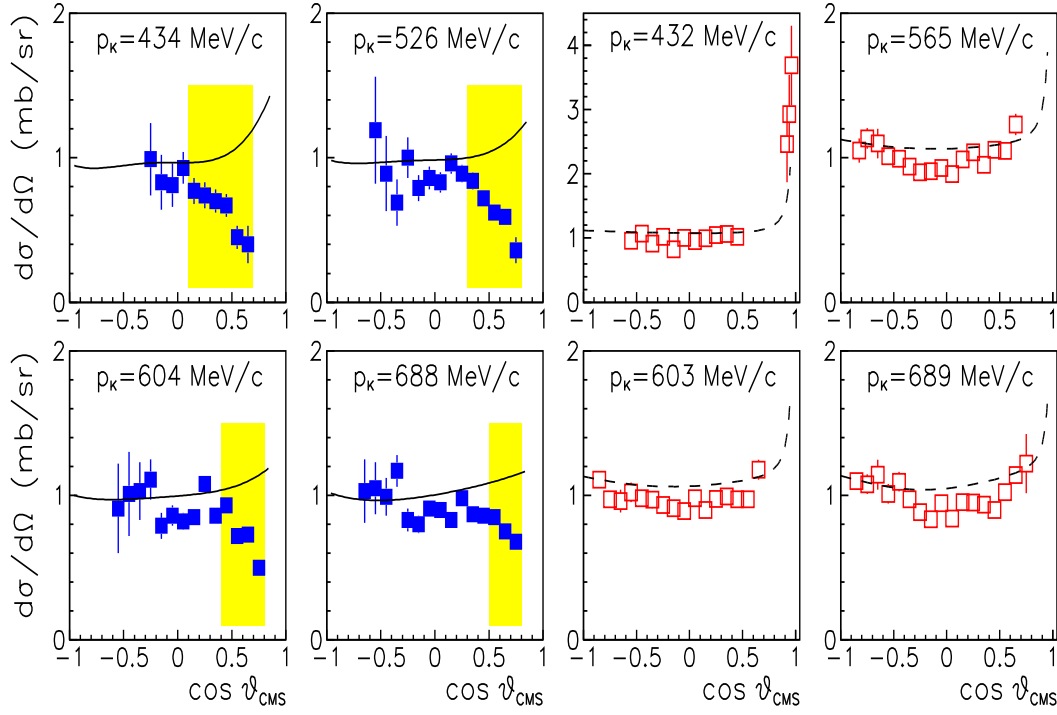 dσ/dΩ (mb/sr)
2
1
0
p_K=434 MeV/c
-1 -0.5 0 0.5 1
2
1
0
p_K=526 MeV/c
-1 -0.5 0 0.5 1
4
3
2
1
0
p_K=432 MeV/c
-1 -0.5 0 0.5 1
2
1
0
p_K=565 MeV/c
-1 -0.5 0 0.5 1
dσ/dΩ (mb/sr)
2
1
0
p_K=604 MeV/c
-1 -0.5 0 0.5 1
cos ϑ_CMS
2
1
0
p_K=688 MeV/c
-1 -0.5 0 0.5 1
cos ϑ_CMS
2
1
0
p_K=603 MeV/c
-1 -0.5 0 0.5 1
cos ϑ_CMS
2
1
0
p_K=689 MeV/c
-1 -0.5 0 0.5 1
cos ϑ_CMS